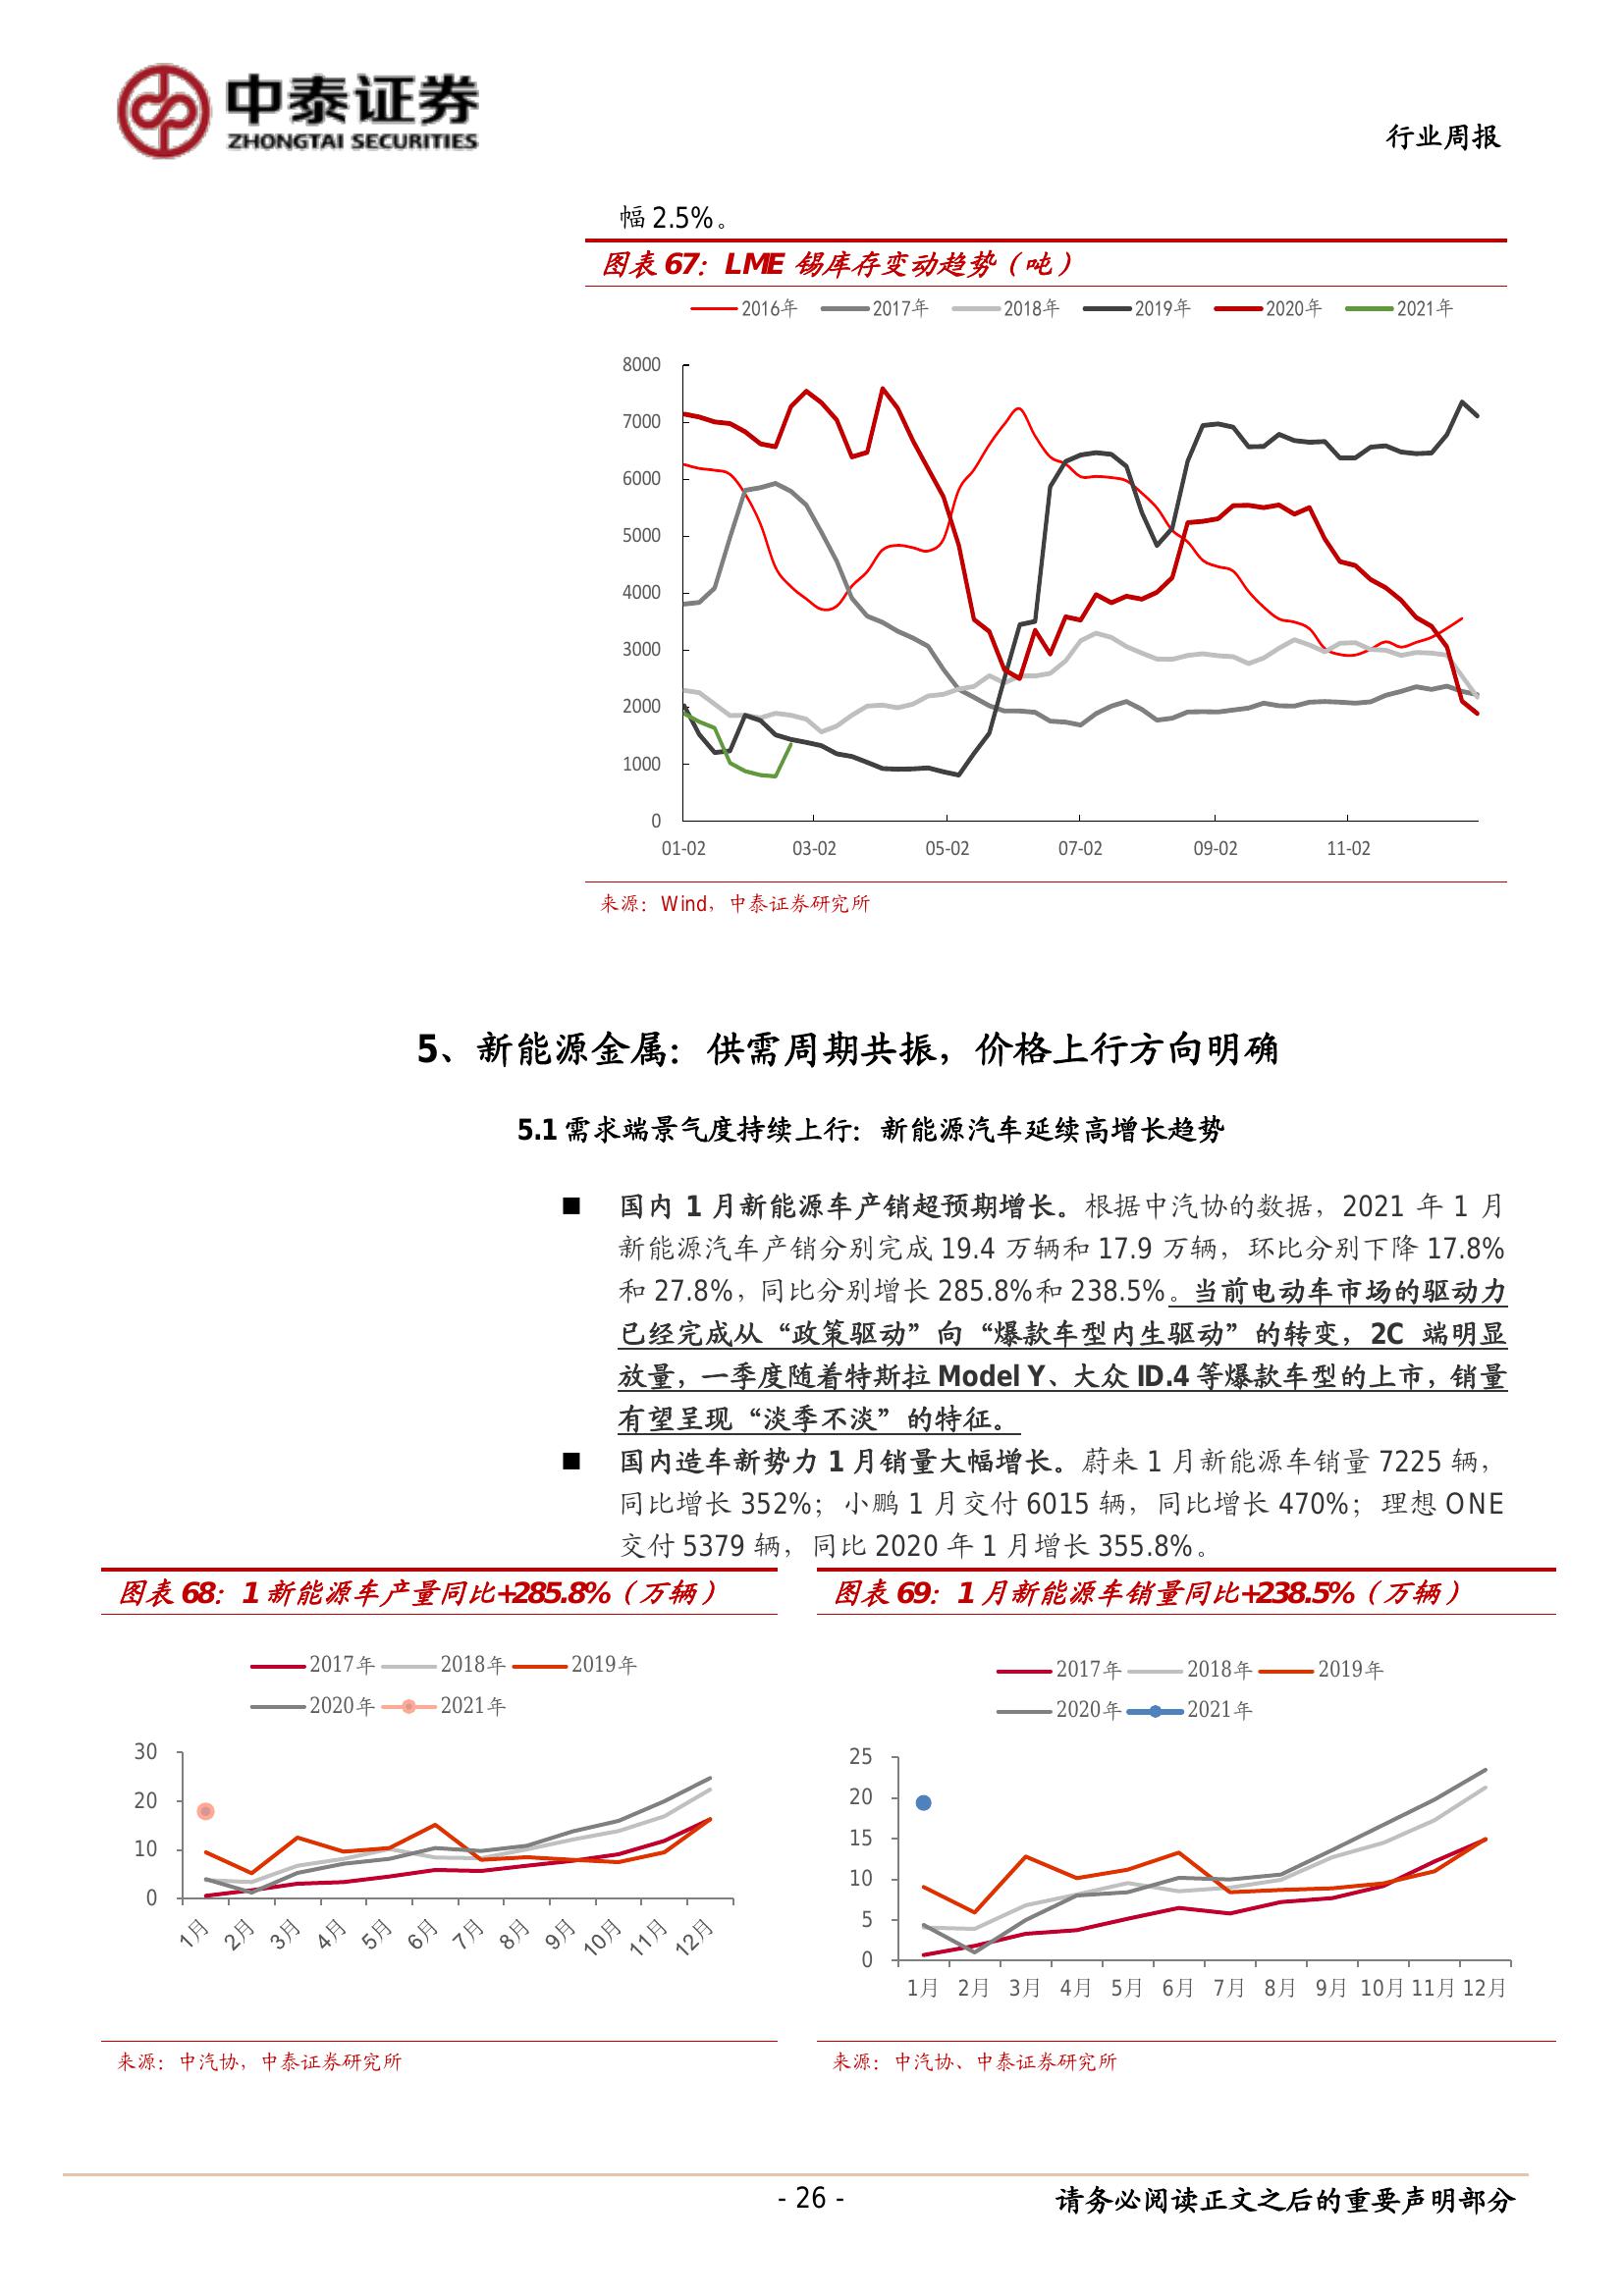 中泰证券
ZHONGTAI SECURITIES
行业周报
幅 2.5%。
图表 67：LME 锡库存变动趋势（吨）
2016年 2017年 2018年 2019年 2020年 2021年
8000
7000
6000
5000
4000
3000
2000
1000
0
01-02 03-02 05-02 07-02 09-02 11-02
来源：Wind，中泰证券研究所
5、新能源金属：供需周期共振，价格上行方向明确
5.1 需求端景气度持续上行：新能源汽车延续高增长趋势
■ 国内 1 月新能源车产销超预期增长。根据中汽协的数据，2021 年 1 月
新能源汽车产销分别完成 19.4 万辆和 17.9 万辆，环比分别下降 17.8%
和 27.8%，同比分别增长 285.8%和 238.5%。当前电动车市场的驱动力
已经完成从“政策驱动”向“爆款车型内生驱动”的转变，2C 端明显
放量，一季度随着特斯拉 Model Y、大众 ID.4 等爆款车型的上市，销量
有望呈现“淡季不淡”的特征。
■ 国内造车新势力 1 月销量大幅增长。蔚来 1 月新能源车销量 7225 辆，
同比增长 352%；小鹏 1 月交付 6015 辆，同比增长 470%；理想 ONE
交付 5379 辆，同比 2020 年 1 月增长 355.8%。
图表 68：1 新能源车产量同比+285.8%（万辆）
2017年 2018年 2019年
2020年 2021年
30
20
10
0
1月 2月 3月 4月 5月 6月 7月 8月 9月 10月 11月 12月
来源：中汽协，中泰证券研究所
图表 69：1 月新能源车销量同比+238.5%（万辆）
2017年 2018年 2019年
2020年 2021年
25
20
15
10
5
0
1月 2月 3月 4月 5月 6月 7月 8月 9月 10月 11月 12月
来源：中汽协、中泰证券研究所
- 26 -
请务必阅读正文之后的重要声明部分